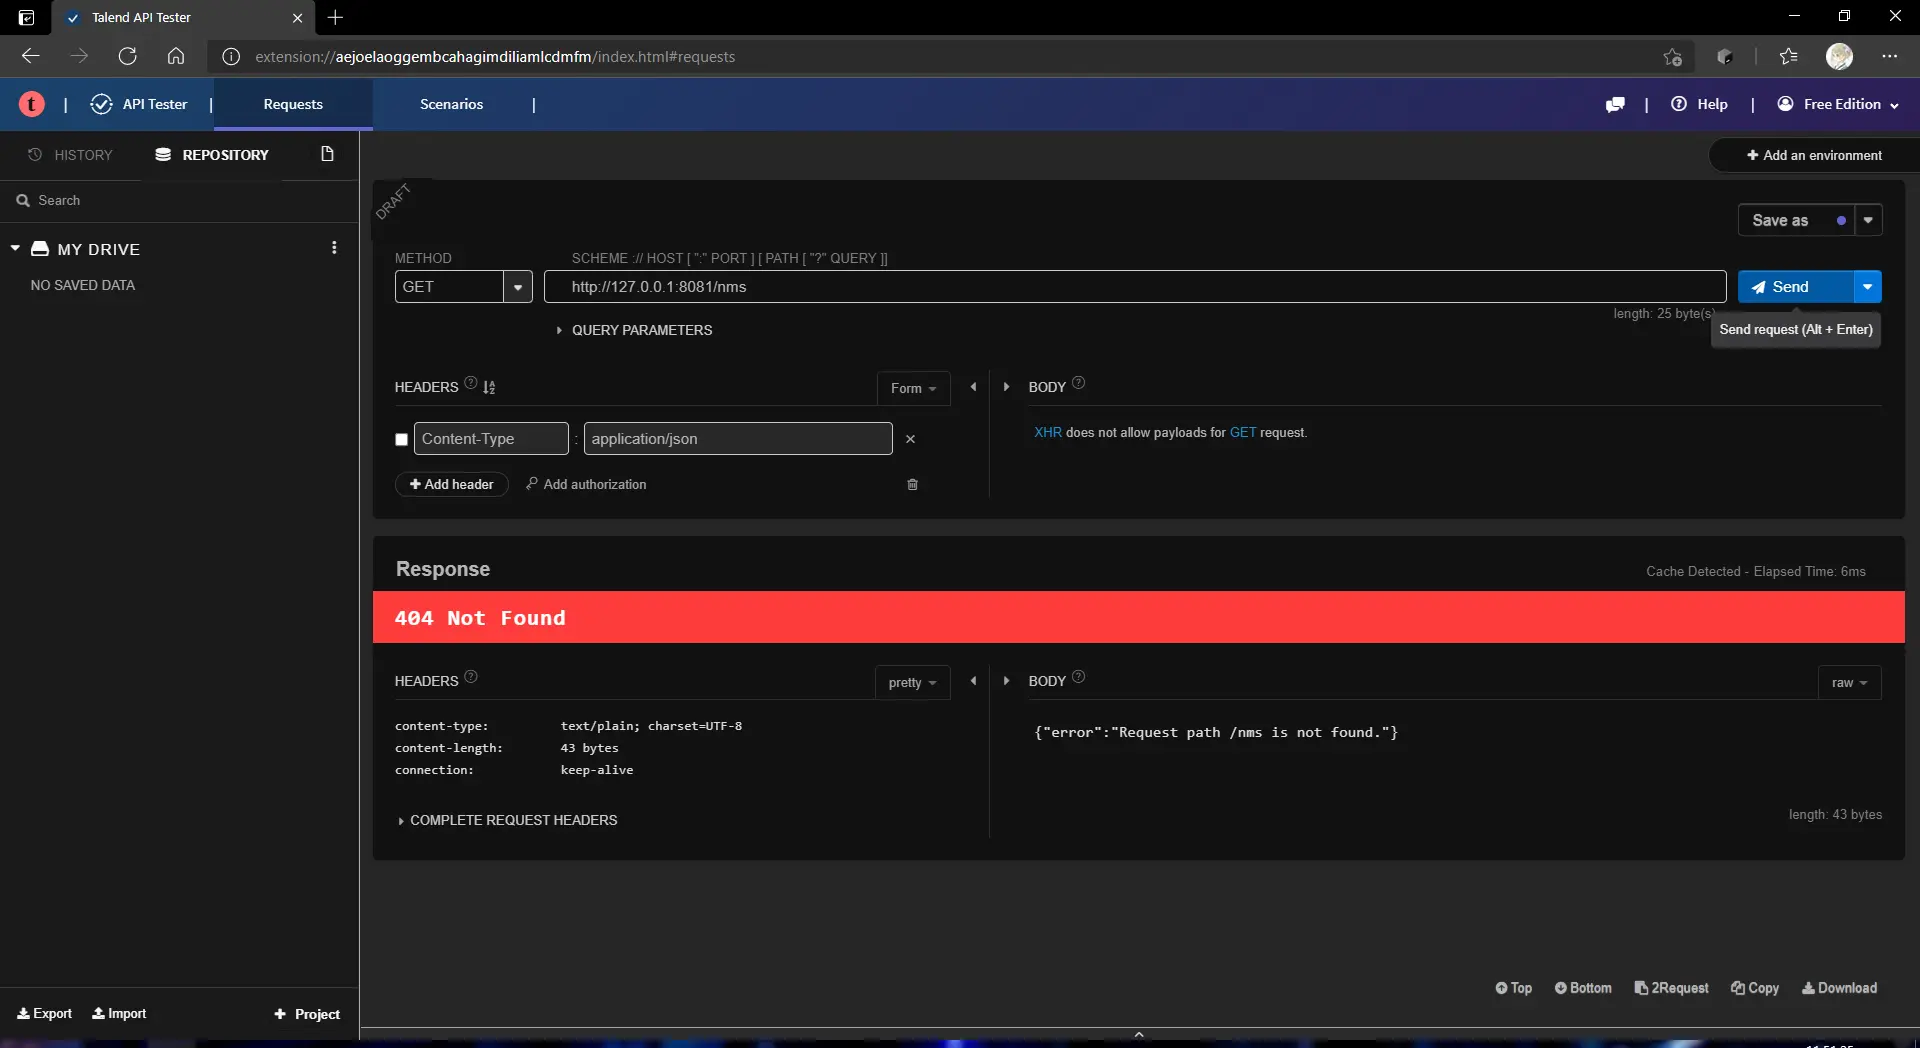 Talend API Tester
extension://aejoelaoggembcahagimdiliamlcdmfm/index.html#requests
t | API Tester | Requests Scenarios | | Help | Free Edition
HISTORY REPOSITORY
Add an environment
Search
DRAFT
Save as
MY DRIVE
NO SAVED DATA
METHOD SCHEME :// HOST [ ":" PORT ] [ PATH [ "?" QUERY ]]
GET http://127.0.0.1:8081/nms Send
length: 25 byte(s)
Send request (Alt + Enter)
QUERY PARAMETERS
HEADERS ? Form BODY ?
Content-Type : application/json
XHR does not allow payloads for GET request.
+ Add header Add authorization
Response Cache Detected - Elapsed Time: 6ms
404 Not Found
HEADERS ? pretty BODY ? raw
content-type: text/plain; charset=UTF-8
content-length: 43 bytes
connection: keep-alive
{"error":"Request path /nms is not found."}
COMPLETE REQUEST HEADERS
length: 43 bytes
Top Bottom 2Request Copy Download
Export Import + Project